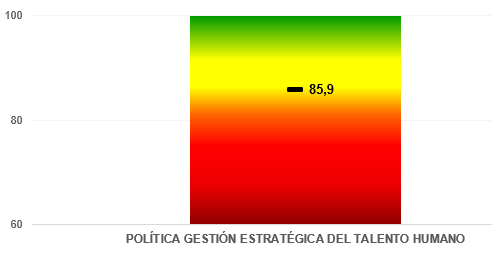 100
85,9
80
60
POLÍTICA GESTIÓN ESTRATÉGICA DEL TALENTO HUMANO